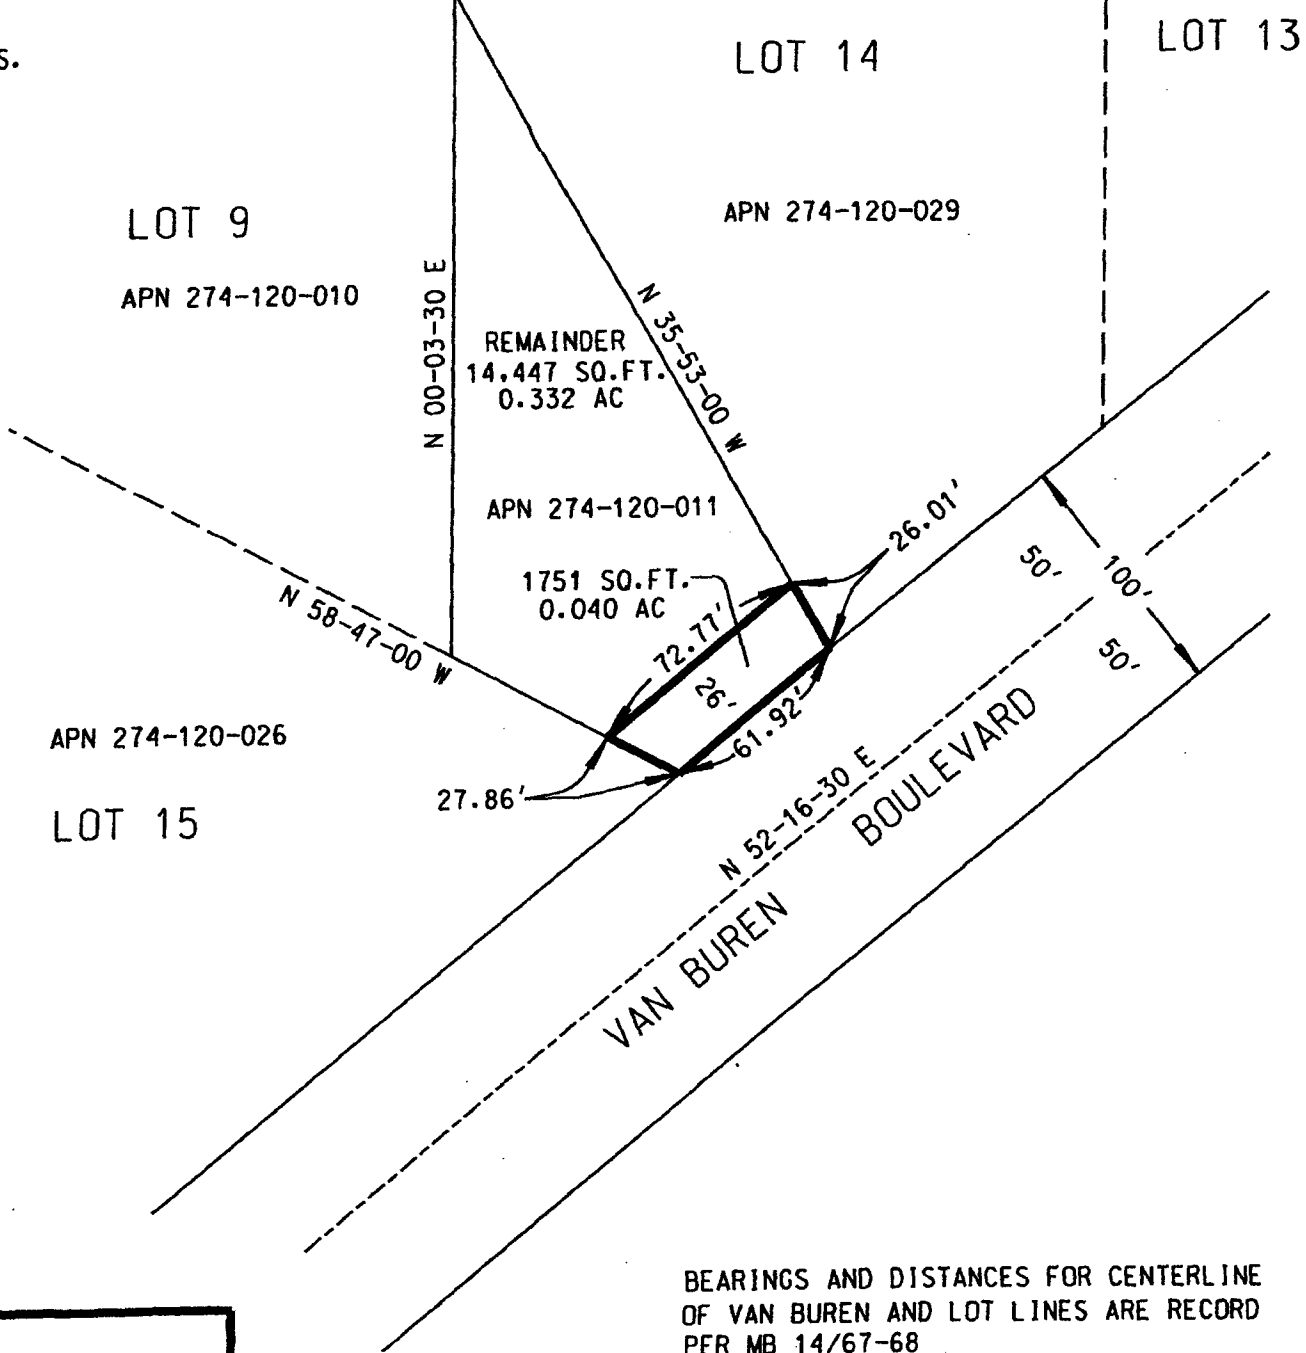 s.
LOT 14
LOT 13
LOT 9
APN 274-120-029
APN 274-120-010
N 00-03-30 E
N 35-53-00 W
REMAINDER
14,447 SQ.FT.
0.332 AC
APN 274-120-011
26.01'
50'
100'
50'
1751 SQ.FT.
0.040 AC
N 58-47-00 W
72.77'
26'
61.92'
27.86'
APN 274-120-026
LOT 15
N 52-16-30 E
VAN BUREN BOULEVARD
BEARINGS AND DISTANCES FOR CENTERLINE
OF VAN BUREN AND LOT LINES ARE RECORD
PER MB 14/67-68